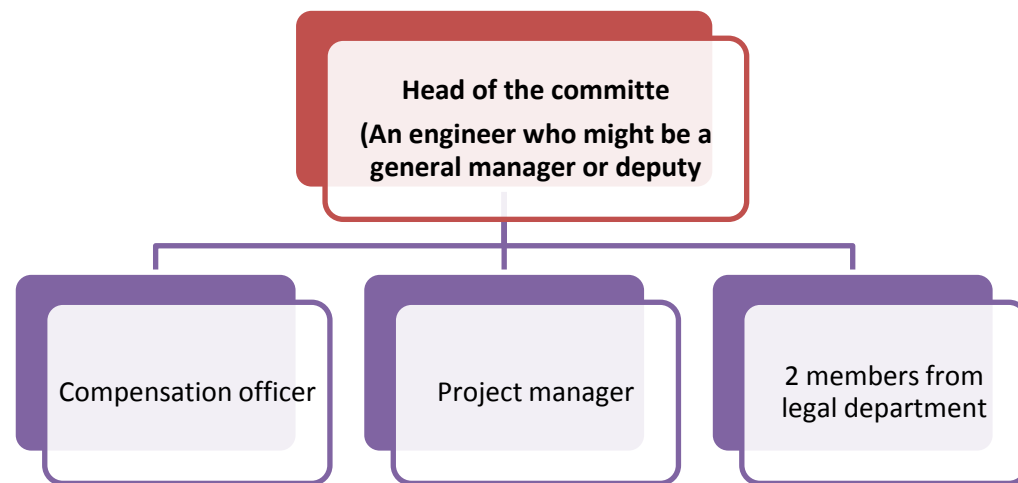 Head of the committe
(An engineer who might be a
general manager or deputy
Compensation officer
Project manager
2 members from
legal department